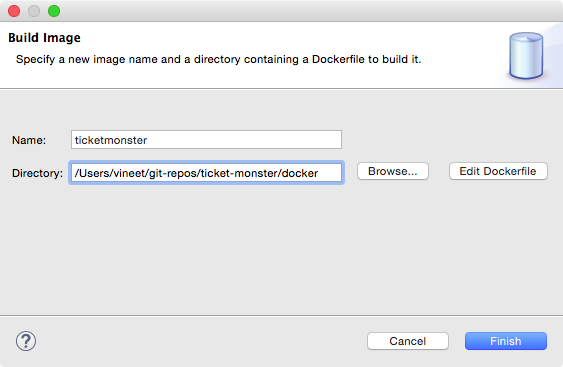 Build Image
Specify a new image name and a directory containing a Dockerfile to build it.
Name: ticketmonster
Directory: /Users/vineet/git-repos/ticket-monster/docker Browse... Edit Dockerfile
? Cancel Finish